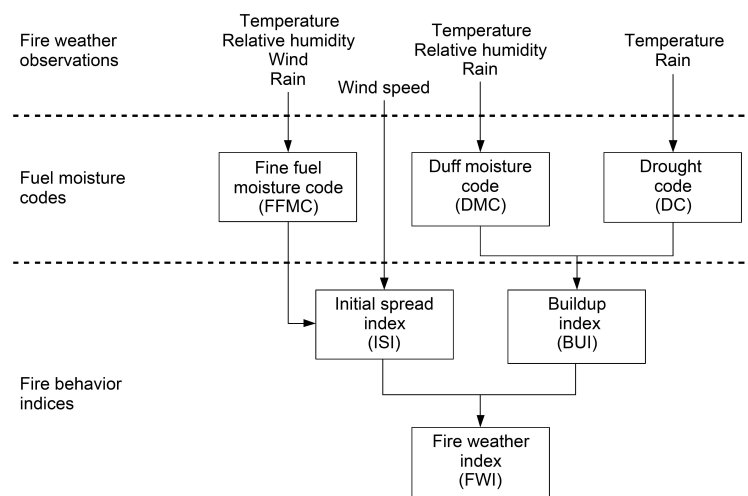 Fire weather
observations
Temperature
Relative humidity
Wind
Rain
Wind speed
Temperature
Relative humidity
Rain
Temperature
Rain
Fuel moisture
codes
Fine fuel
moisture code
(FFMC)
Duff moisture
code
(DMC)
Drought
code
(DC)
Fire behavior
indices
Initial spread
index
(ISI)
Buildup
index
(BUI)
Fire weather
index
(FWI)